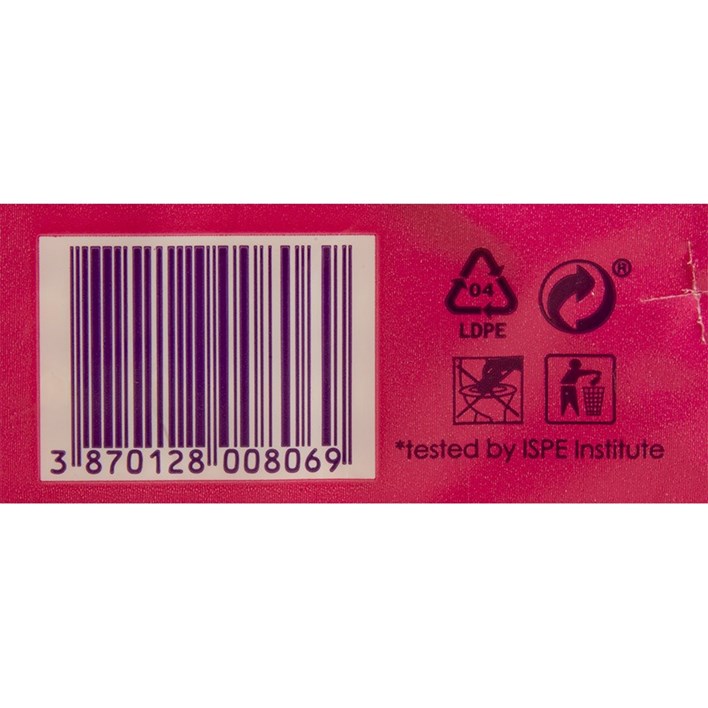 3 870128 008069
04
LDPE
®
*tested by ISPE Institute